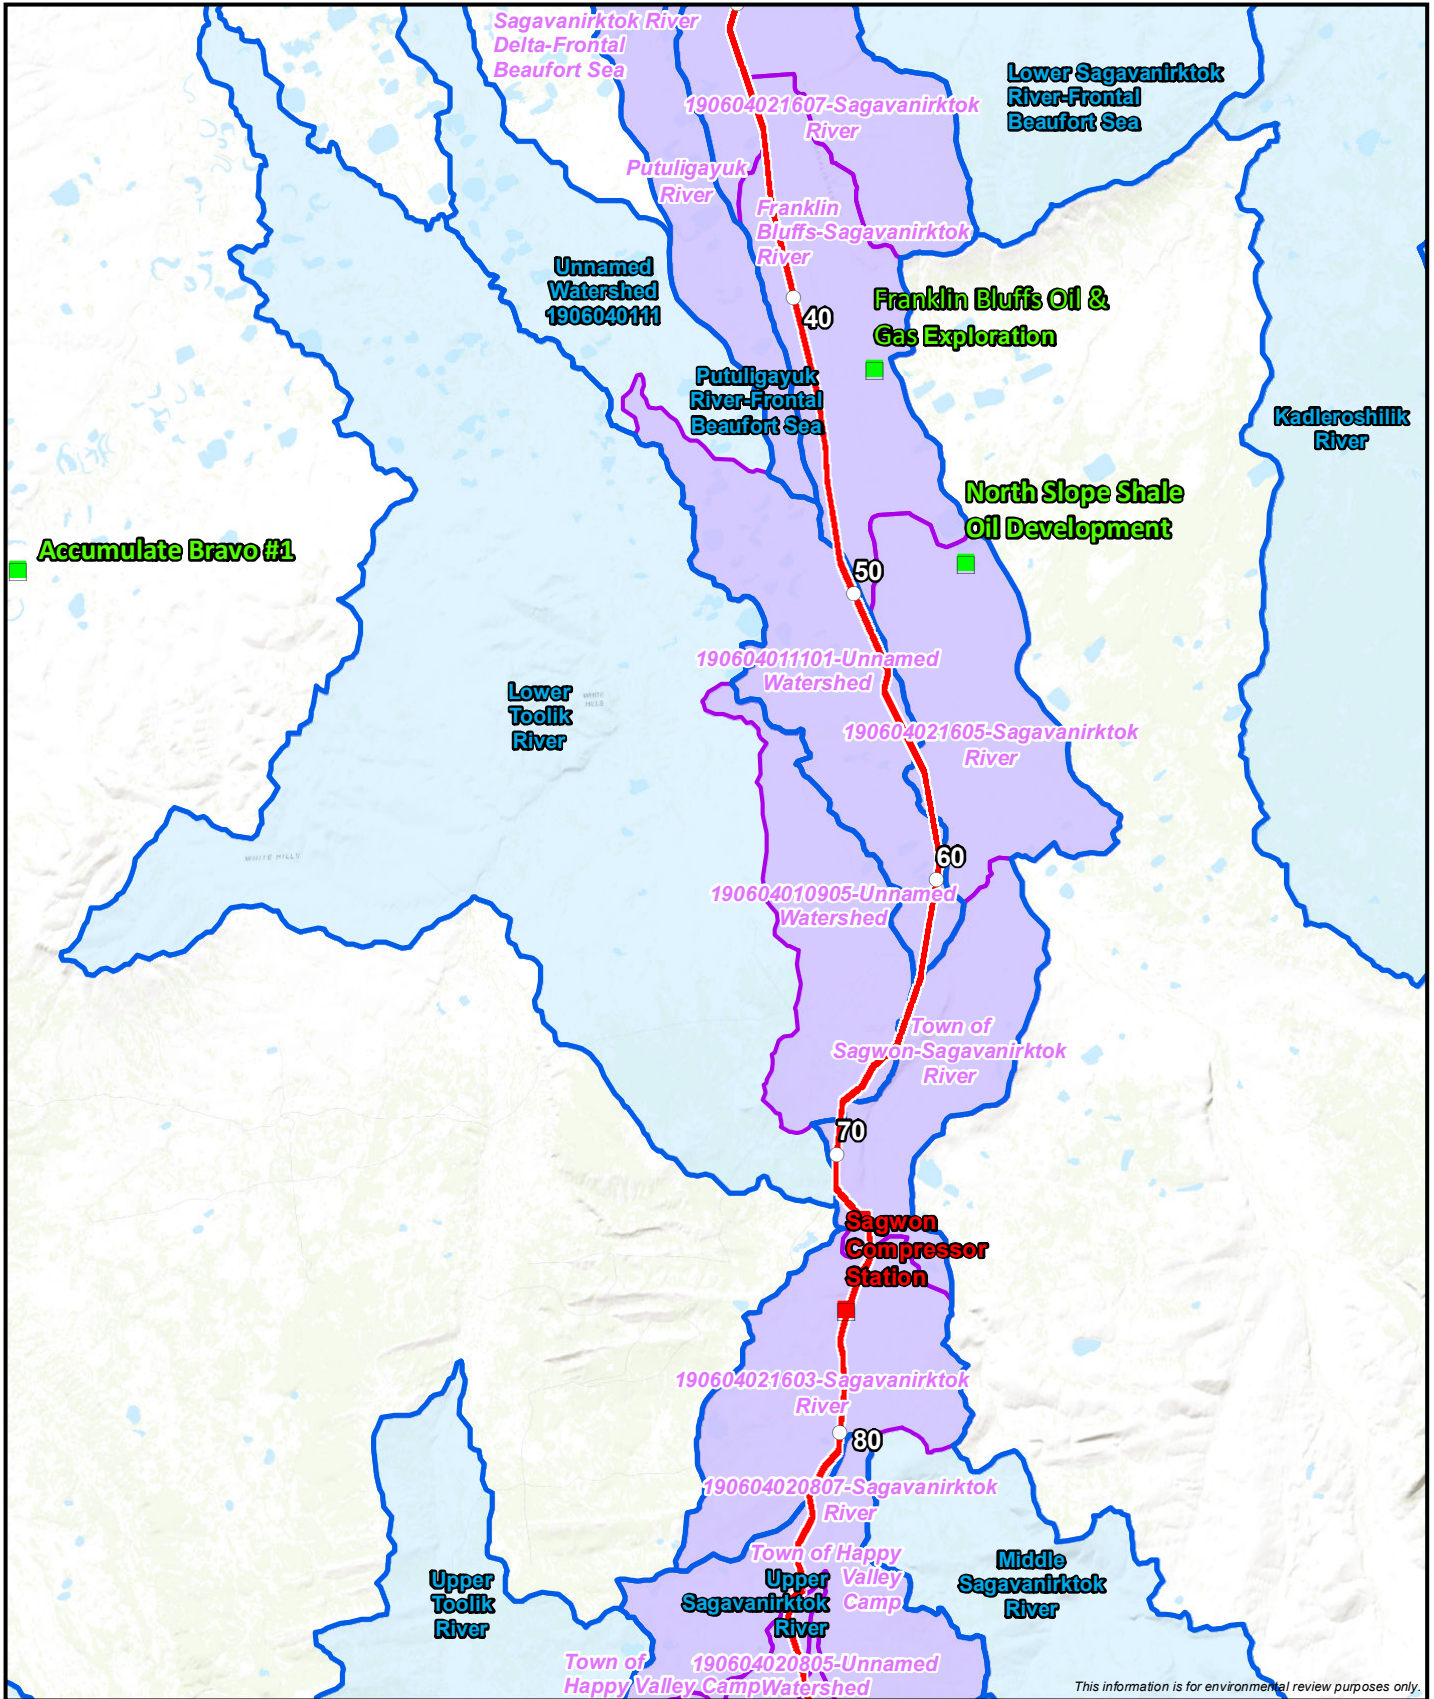 Sagavanirktok River
Delta-Frontal
Beaufort Sea
Lower Sagavanirktok
River-Frontal
Beaufort Sea
190604021607-Sagavanirktok
River
Putuligayuk
River
Franklin
Bluffs-Sagavanirktok
River
Unnamed
Watershed
1906040111
40
Franklin Bluffs Oil &
Gas Exploration
Putuligayuk
River-Frontal
Beaufort Sea
Kadleroshilik
River
North Slope Shale
Oil Development
Accumulate Bravo #1
50
190604011101-Unnamed
Watershed
Lower
Toolik
River
WHITE
HILLS
190604021605-Sagavanirktok
River
WHITE HILLS
60
190604010905-Unnamed
Watershed
Town of
Sagwon-Sagavanirktok
River
70
Sagwon
Compressor
Station
190604021603-Sagavanirktok
River
80
190604020807-Sagavanirktok
River
Town of Happy
Valley
Camp
Upper
Toolik
River
Upper
Sagavanirktok
River
Middle
Sagavanirktok
River
Town of
Happy Valley Camp
190604020805-Unnamed
Watershed
This information is for environmental review purposes only.